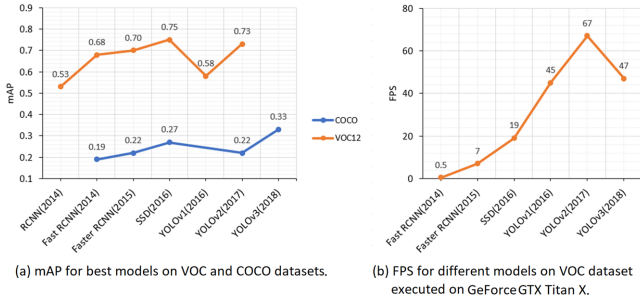 0.9
0.8
0.7
0.6
0.5
0.4
0.3
0.2
0.1
mAP
0.53
0.68
0.70
0.75
0.58
0.73
0.19
0.22
0.27
0.22
0.33
COCO
VOC12
RCNN(2014)
Fast RCNN(2014)
Faster RCNN(2015)
SSD(2016)
YOLOv1(2016)
YOLOv2(2017)
YOLOv3(2018)
(a) mAP for best models on VOC and COCO datasets.
80
60
40
20
0
FPS
0.5
7
19
45
67
47
Fast RCNN(2014)
Faster RCNN(2015)
SSD(2016)
YOLOv1(2016)
YOLOv2(2017)
YOLOv3(2018)
(b) FPS for different models on VOC dataset
executed on GeForce GTX Titan X.